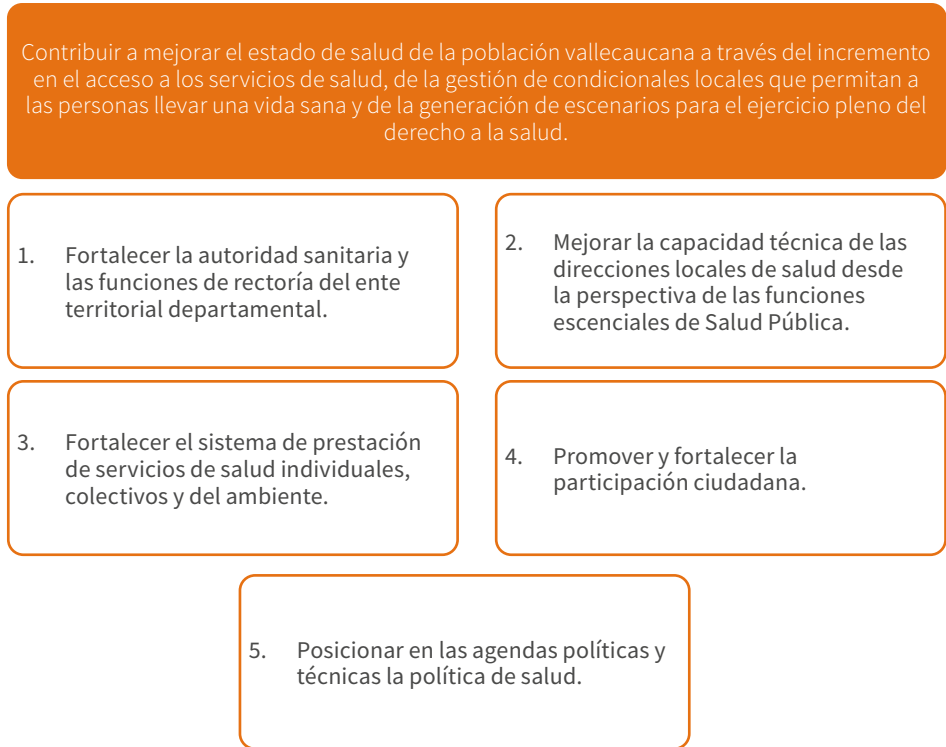 Contribuir a mejorar el estado de salud de la población vallecaucana a través del incremento
en el acceso a los servicios de salud, de la gestión de condicionales locales que permitan a
las personas llevar una vida sana y de la generación de escenarios para el ejercicio pleno del
derecho a la salud.
1. Fortalecer la autoridad sanitaria y
las funciones de rectoría del ente
territorial departamental.
2. Mejorar la capacidad técnica de las
direcciones locales de salud desde
la perspectiva de las funciones
escenciales de Salud Pública.
3. Fortalecer el sistema de prestación
de servicios de salud individuales,
colectivos y del ambiente.
4. Promover y fortalecer la
participación ciudadana.
5. Posicionar en las agendas políticas y
técnicas la política de salud.